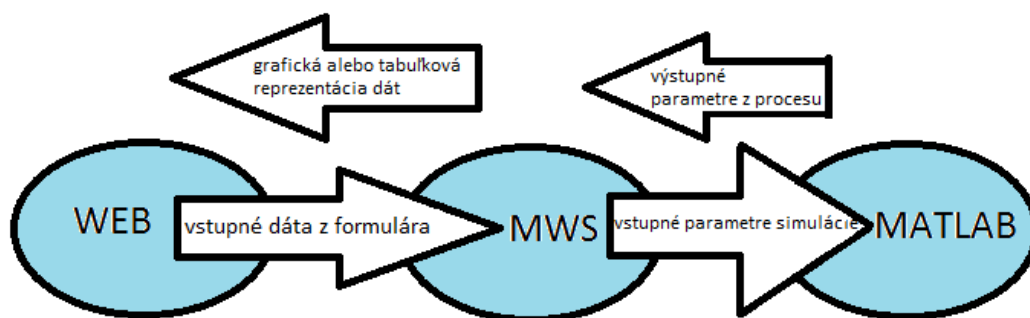 grafická alebo tabuľková
reprezentácia dát
výstupné
parametre z procesu
WEB
vstupné dáta z formulára
MWS
vstupné parametre simulácie
MATLAB